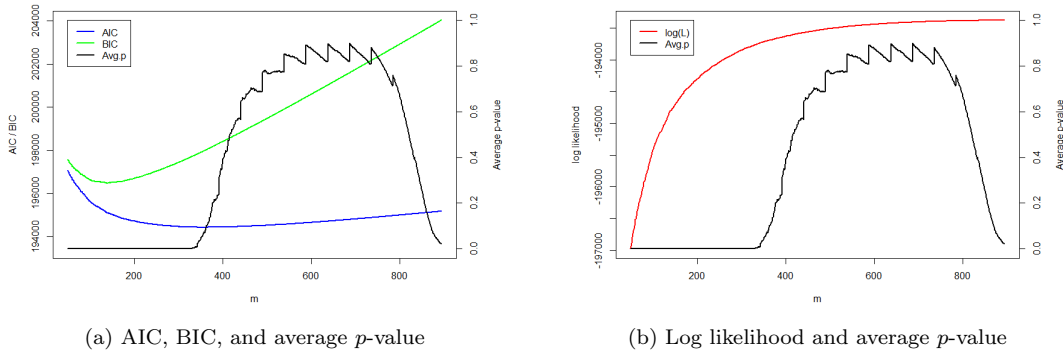 AIC
BIC
Avg.p
204000
202000
200000
198000
196000
194000
AIC / BIC
1.0
0.8
0.6
0.4
0.2
0.0
Average p-value
200
400
600
800
m
(a) AIC, BIC, and average p-value
log(L)
Avg.p
-194000
-195000
-196000
-197000
log likelihood
1.0
0.8
0.6
0.4
0.2
0.0
Average p-value
200
400
600
800
m
(b) Log likelihood and average p-value